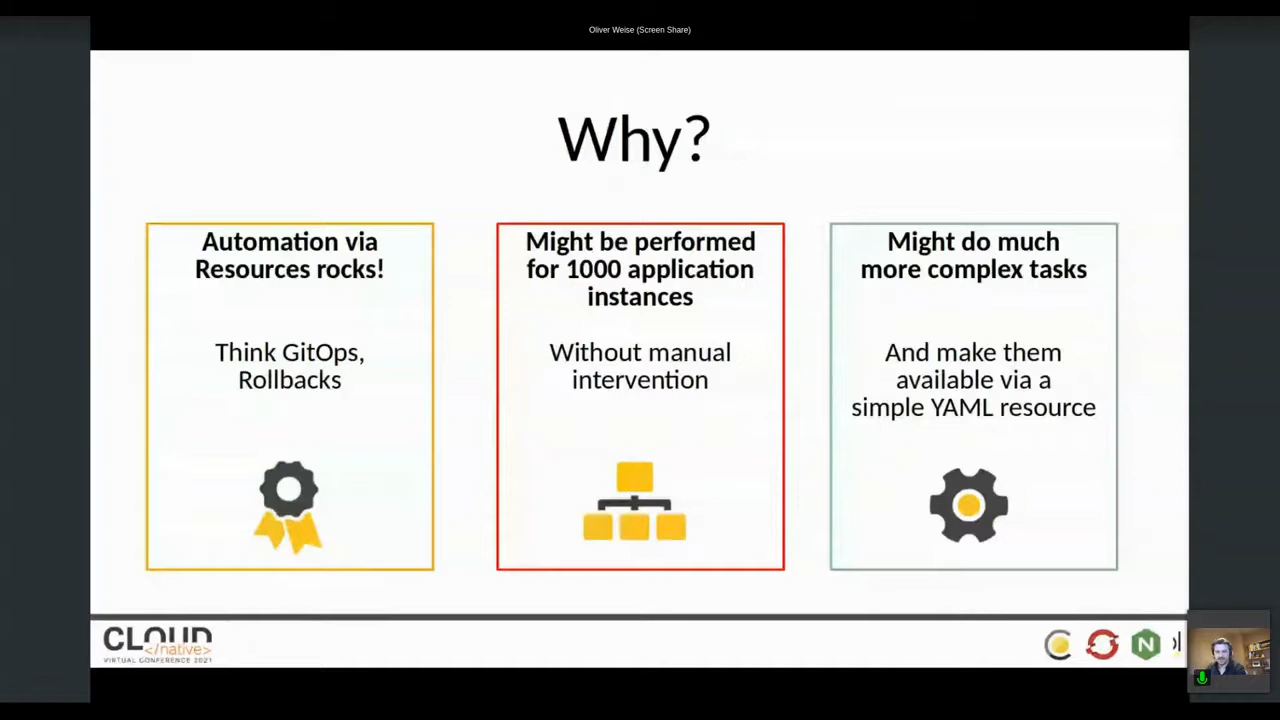 Oliver Weise (Screen Share)
Why?
Automation via
Resources rocks!
Think GitOps,
Rollbacks
Might be performed
for 1000 application
instances
Without manual
intervention
Might do much
more complex tasks
And make them
available via a
simple YAML resource
CLOUD
</native>
VIRTUAL CONFERENCE 2021
N